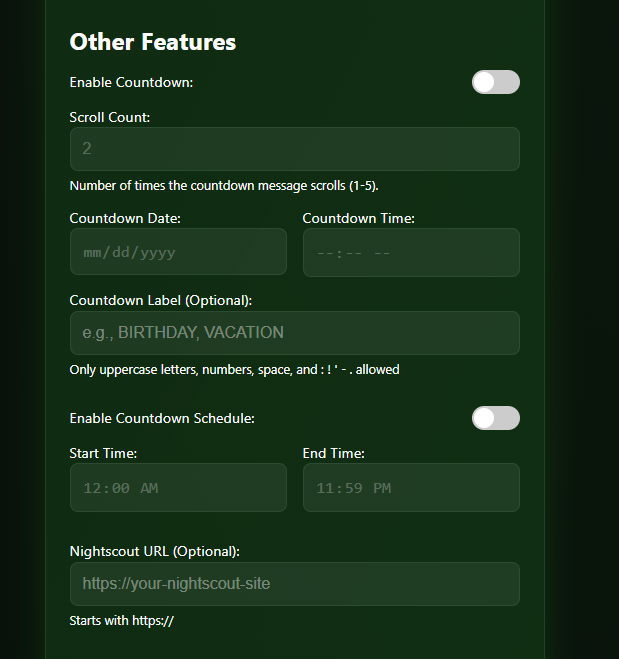 Other Features
Enable Countdown:
Scroll Count:
2
Number of times the countdown message scrolls (1-5).
Countdown Date: Countdown Time:
mm/dd/yyyy --:-- --
Countdown Label (Optional):
e.g., BIRTHDAY, VACATION
Only uppercase letters, numbers, space, and : ! ' - . allowed
Enable Countdown Schedule:
Start Time: End Time:
12:00 AM 11:59 PM
Nightscout URL (Optional):
https://your-nightscout-site
Starts with https://